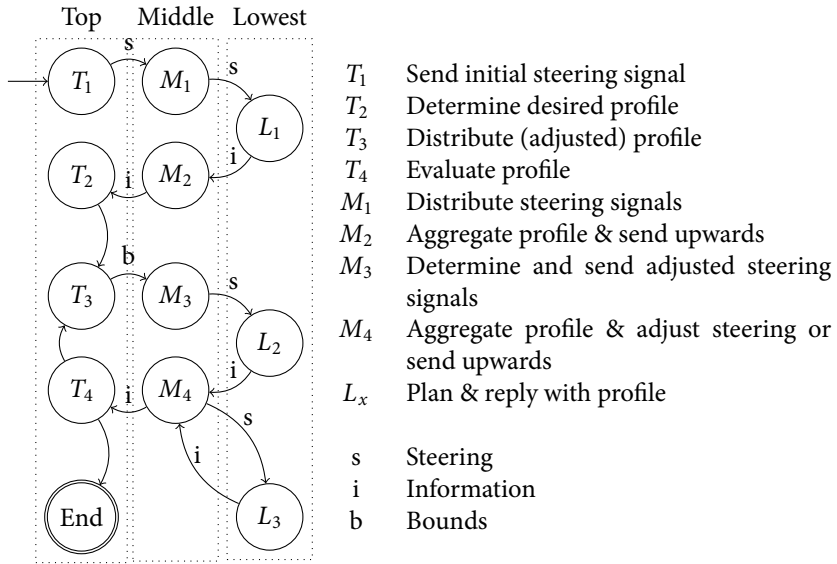 Top Middle Lowest
s
T1 M1 s
L1
T2 i M2 i
b
T3 M3 s
L2
T4 i M4 i
s
i
End L3
T1 Send initial steering signal
T2 Determine desired profile
T3 Distribute (adjusted) profile
T4 Evaluate profile
M1 Distribute steering signals
M2 Aggregate profile & send upwards
M3 Determine and send adjusted steering
signals
M4 Aggregate profile & adjust steering or
send upwards
Lx Plan & reply with profile
s Steering
i Information
b Bounds